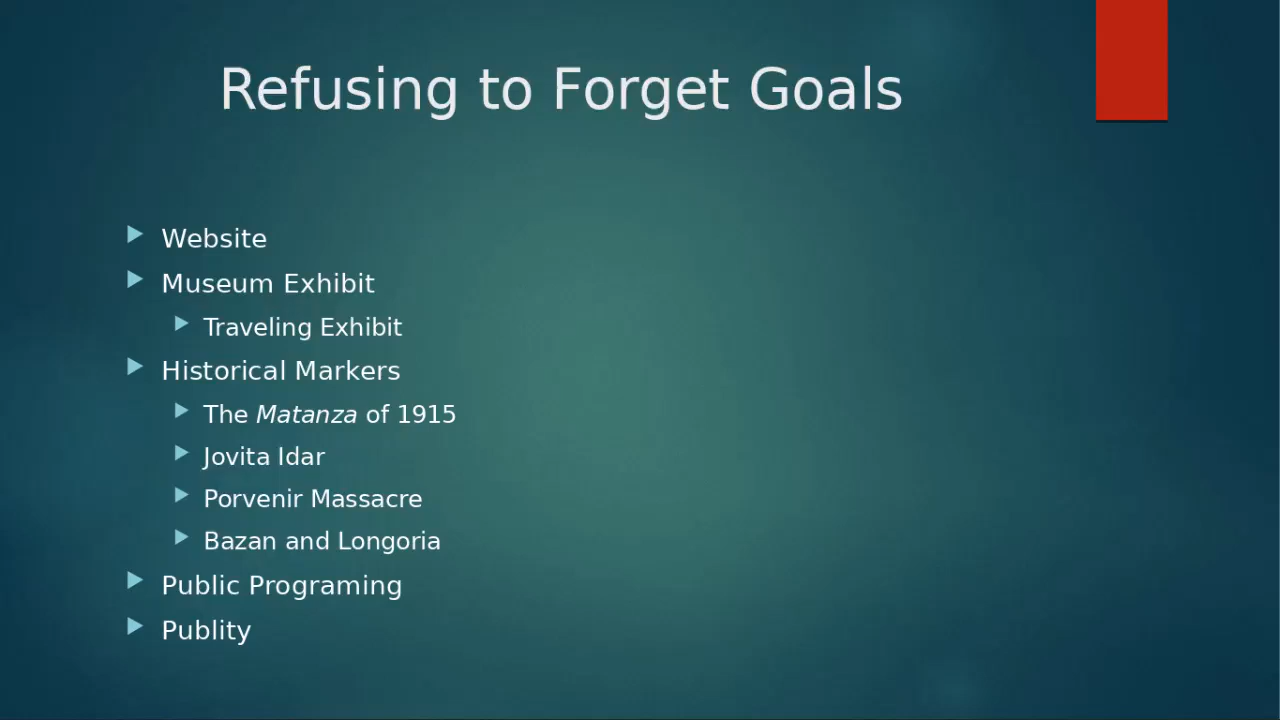 Refusing to Forget Goals
Website
Museum Exhibit
Traveling Exhibit
Historical Markers
The Matanza of 1915
Jovita Idar
Porvenir Massacre
Bazan and Longoria
Public Programing
Publity